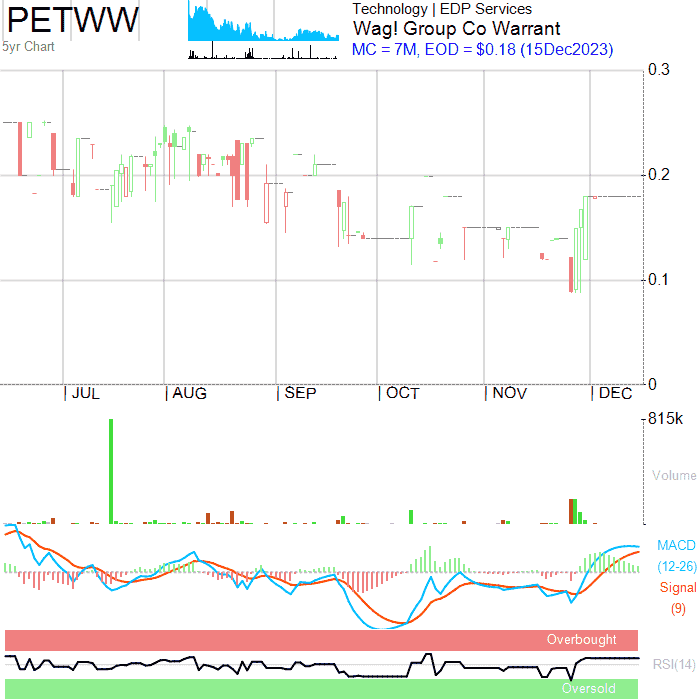 PETWW
5yr Chart
Technology | EDP Services
Wag! Group Co Warrant
MC = 7M, EOD = $0.18 (15Dec2023)
0.3
0.2
0.1
0
| JUL | AUG | SEP | OCT | NOV | DEC
815k
Volume
MACD
(12-26)
Signal
(9)
Overbought
RSI(14)
Oversold